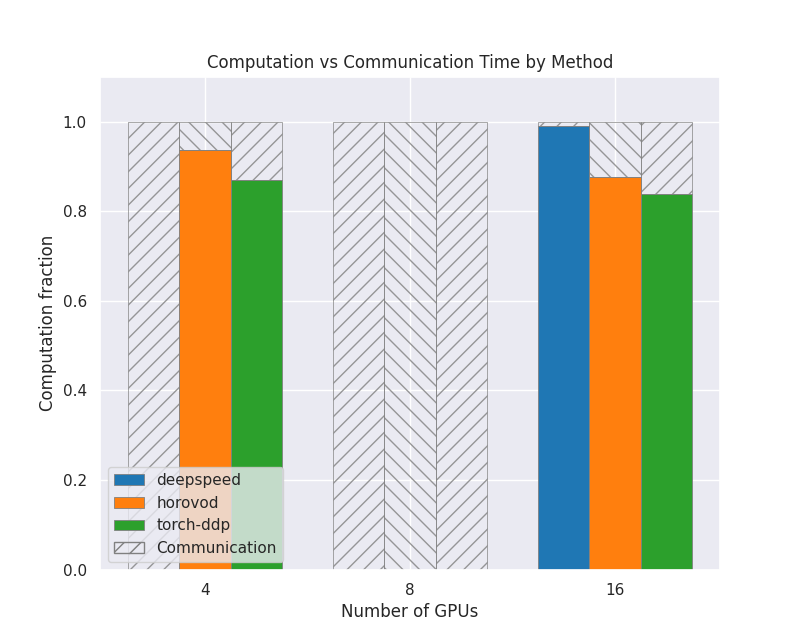 Computation vs Communication Time by Method
Computation fraction
1.0
0.8
0.6
0.4
0.2
0.0
deepspeed
horovod
torch-ddp
Communication
4
8
16
Number of GPUs